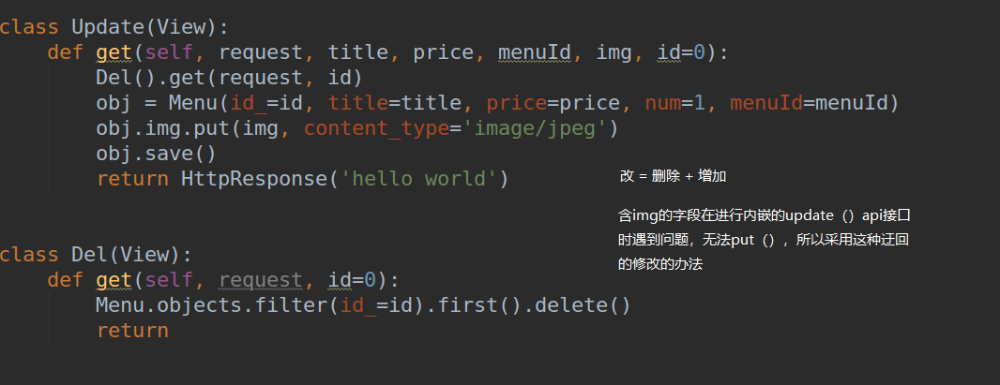 class Update(View):
def get(self, request, title, price, menuId, img, id=0):
Del().get(request, id)
obj = Menu(id_=id, title=title, price=price, num=1, menuId=menuId)
obj.img.put(img, content_type='image/jpeg')
obj.save()
return HttpResponse('hello world')
改 = 删除 + 增加
含img的字段在进行内嵌的update（）api接口
时遇到问题，无法put（），所以采用这种迂回
的修改的办法
class Del(View):
def get(self, request, id=0):
Menu.objects.filter(id_=id).first().delete()
return